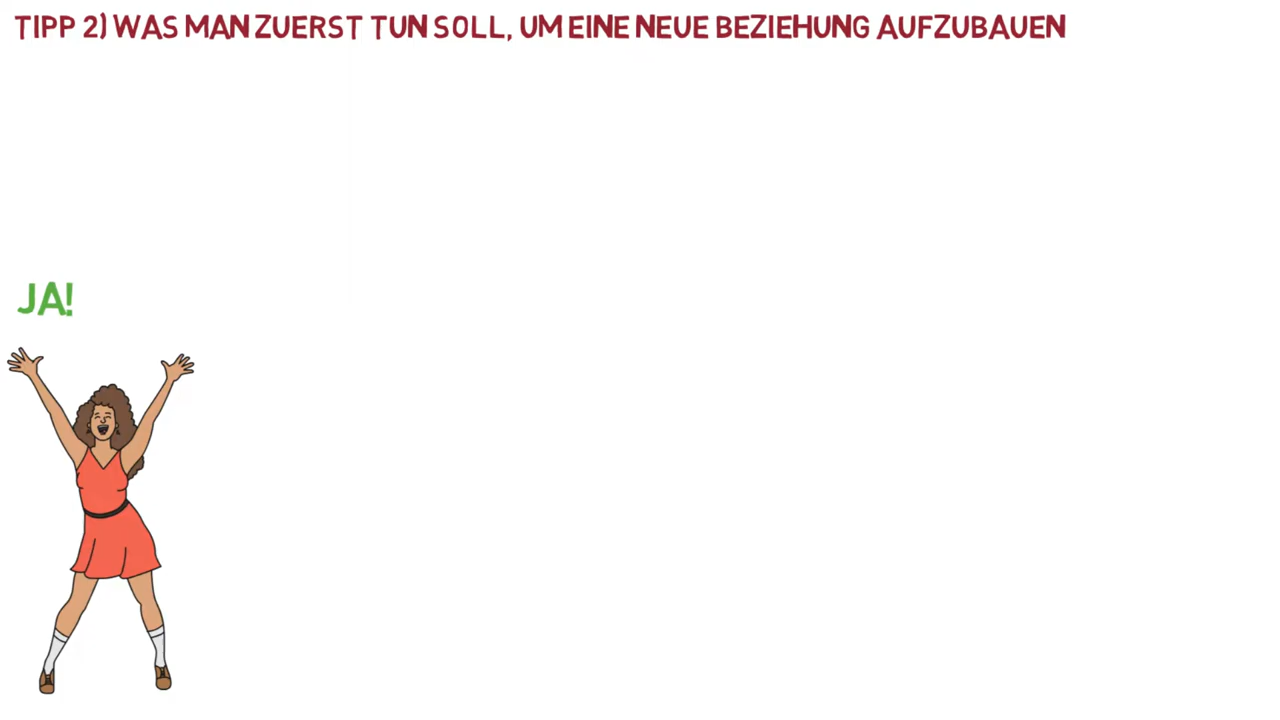 TIPP 2) WAS MAN ZUERST TUN SOLL, UM EINE NEUE BEZIEHUNG AUFZUBAUEN
JA!